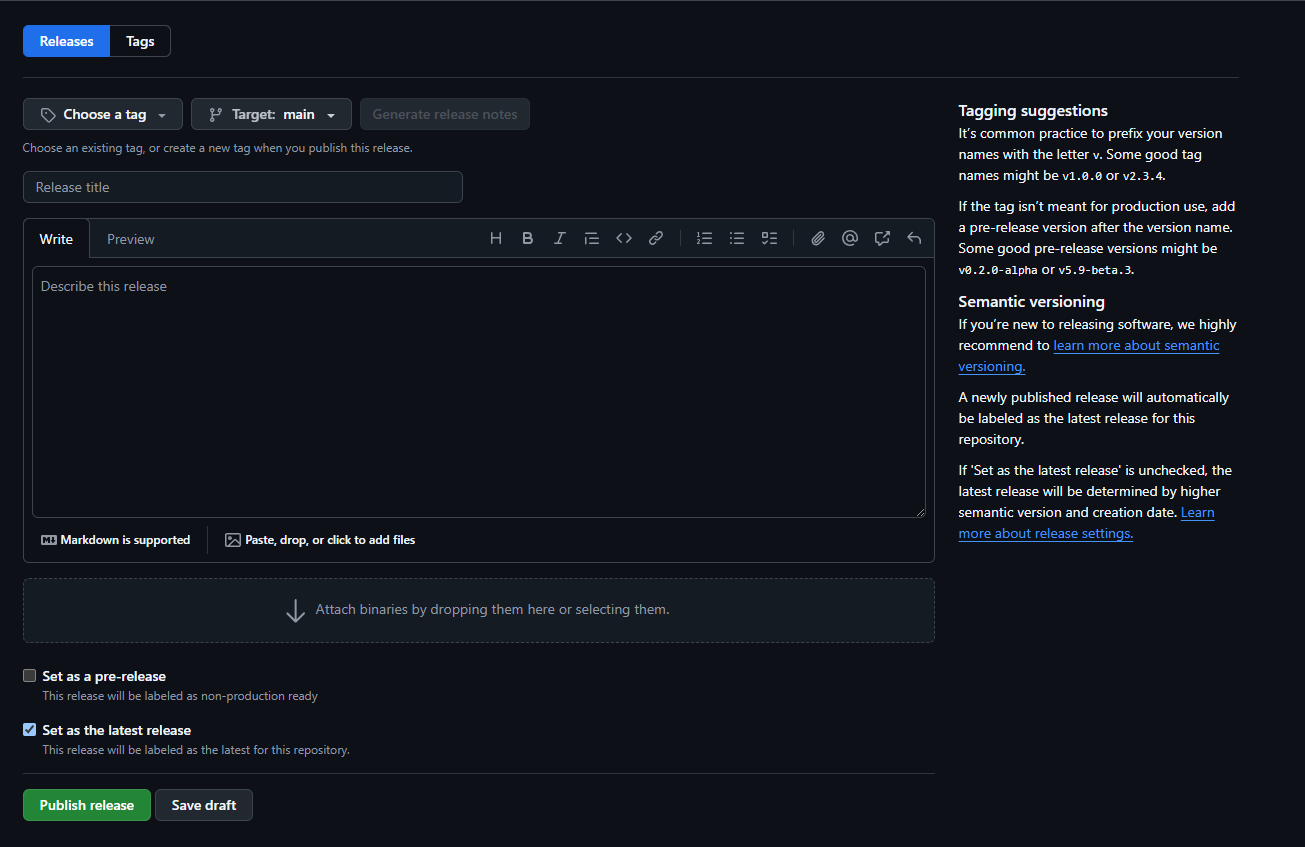 Releases
Tags
Choose a tag
Target: main
Generate release notes
Choose an existing tag, or create a new tag when you publish this release.
Release title
Write
Preview
Describe this release
Markdown is supported
Paste, drop, or click to add files
Attach binaries by dropping them here or selecting them.
Set as a pre-release
This release will be labeled as non-production ready
Set as the latest release
This release will be labeled as the latest for this repository.
Publish release
Save draft
Tagging suggestions
It’s common practice to prefix your version
names with the letter v. Some good tag
names might be v1.0.0 or v2.3.4.
If the tag isn’t meant for production use, add
a pre-release version after the version name.
Some good pre-release versions might be
v0.2.0-alpha or v5.9-beta.3.
Semantic versioning
If you’re new to releasing software, we highly
recommend to learn more about semantic
versioning.
A newly published release will automatically
be labeled as the latest release for this
repository.
If 'Set as the latest release' is unchecked, the
latest release will be determined by higher
semantic version and creation date. Learn
more about release settings.